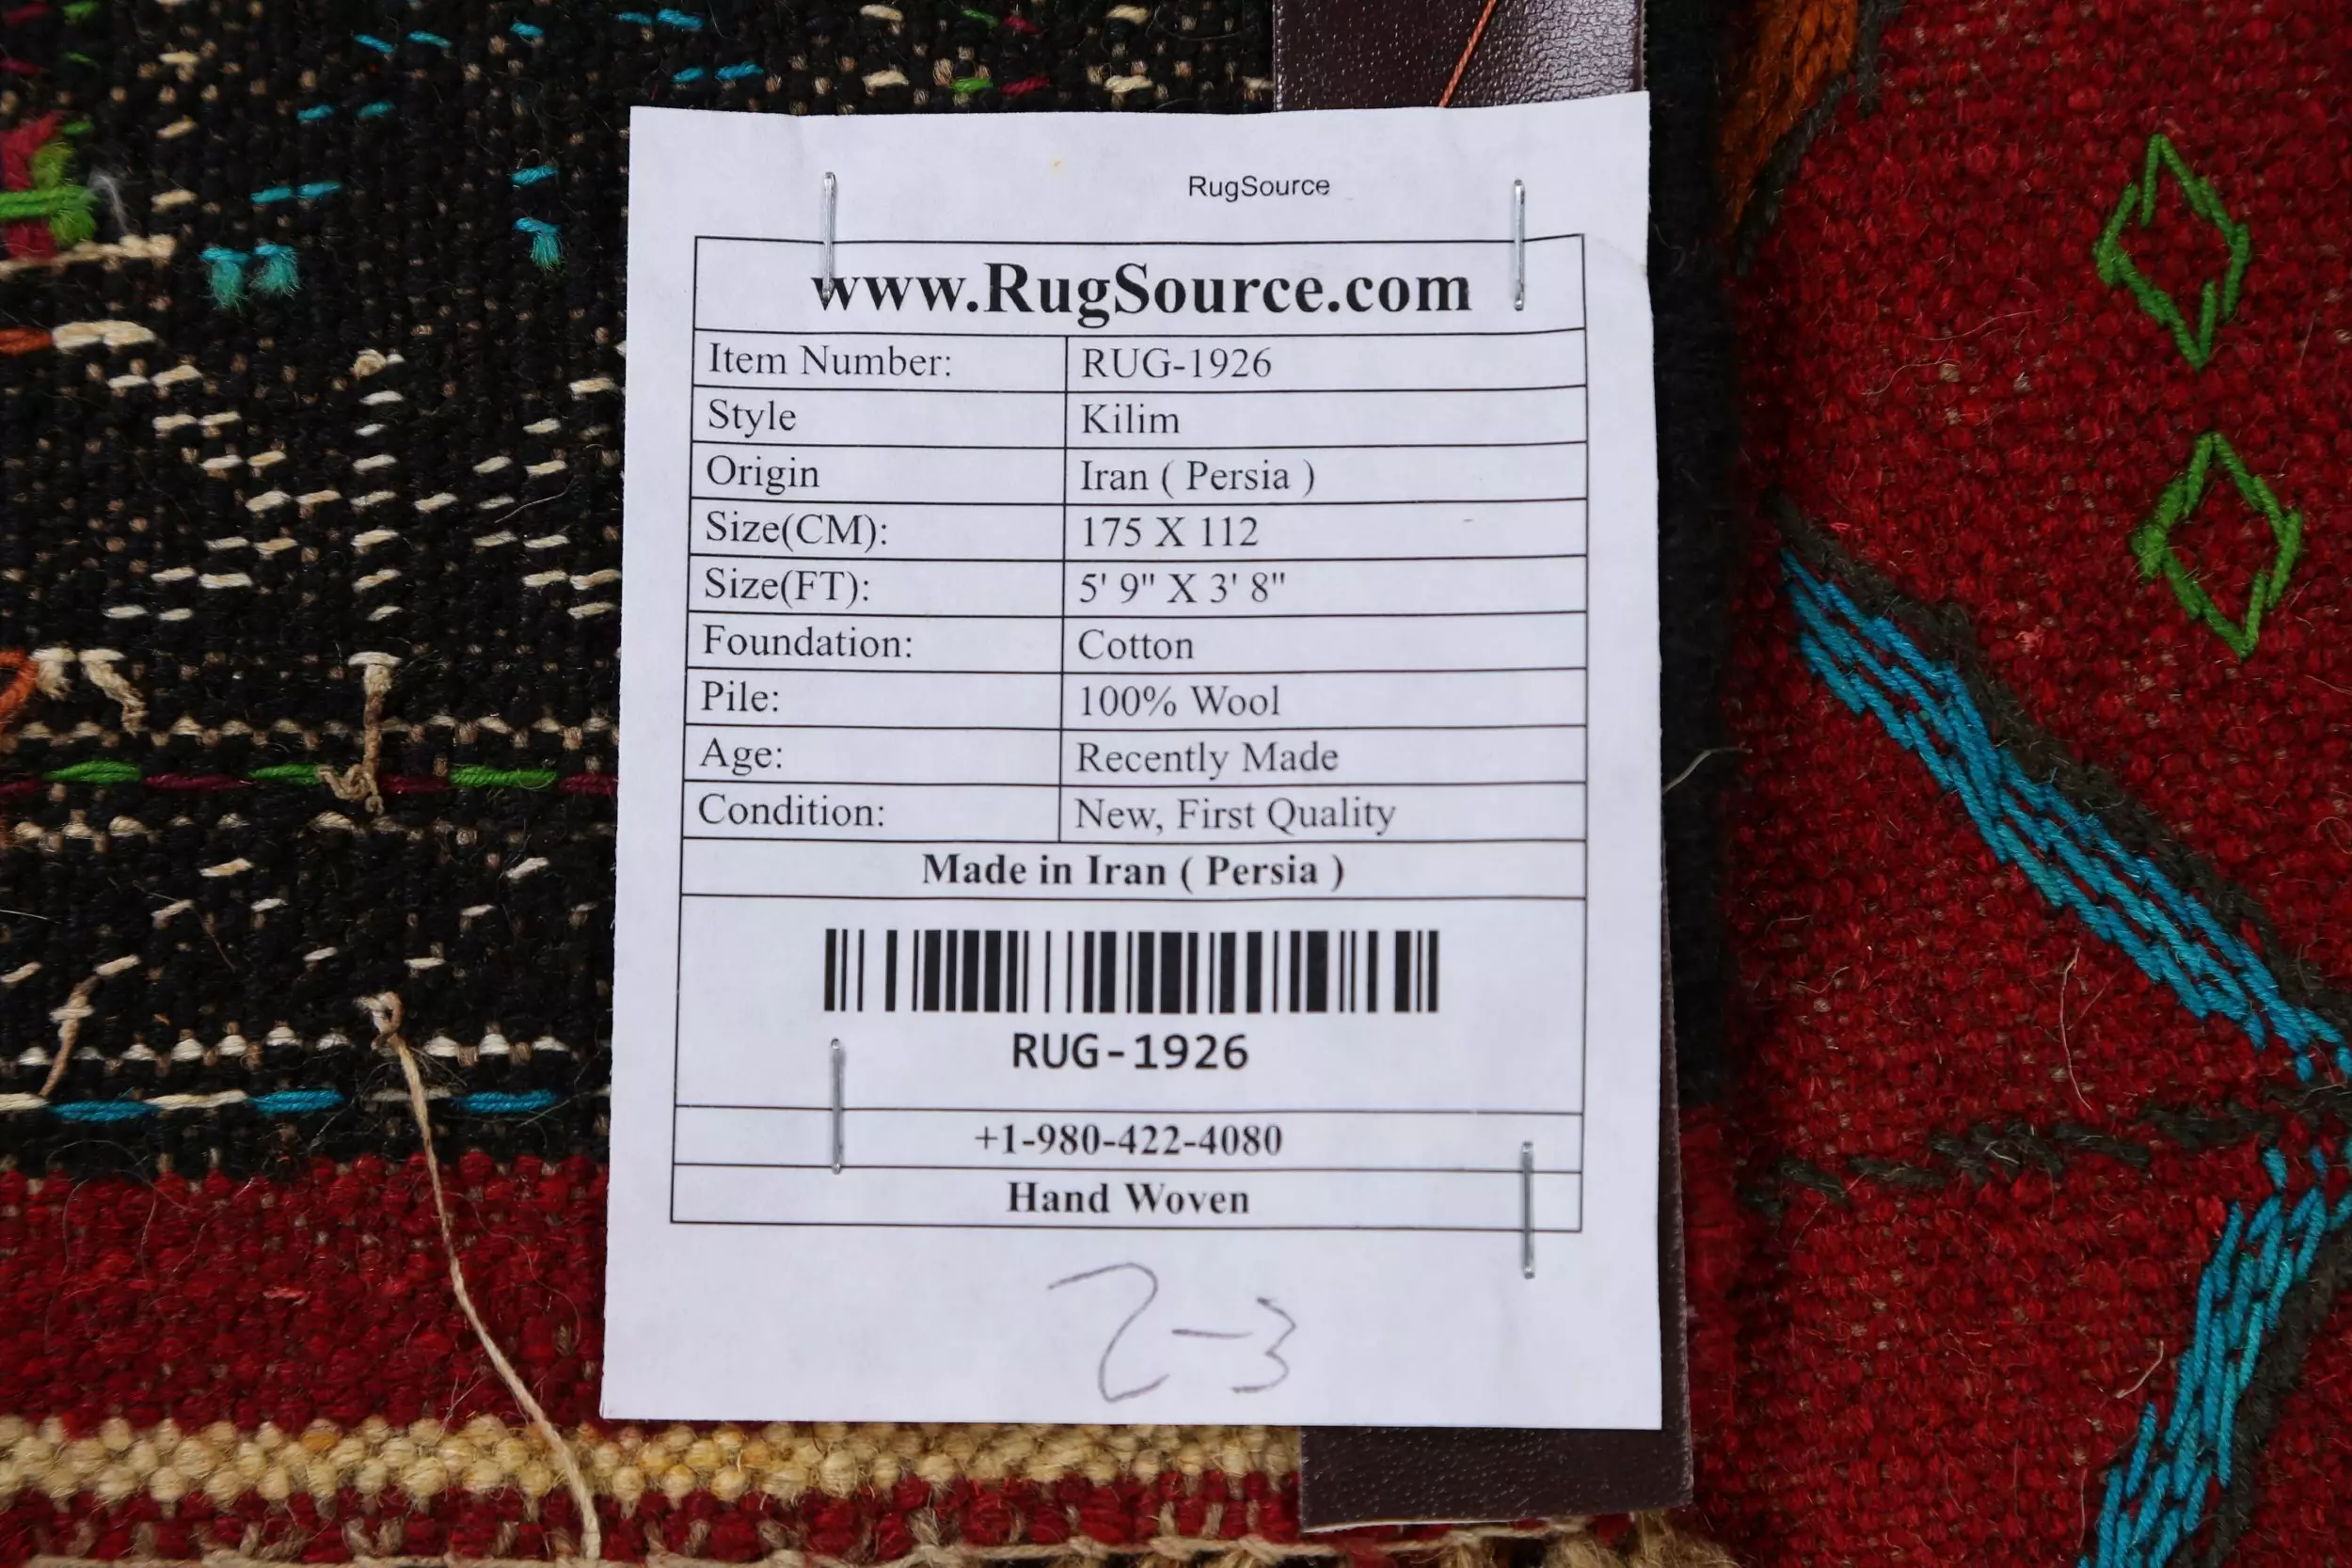 RugSource
www.RugSource.com
Item Number: RUG-1926
Style Kilim
Origin Iran ( Persia )
Size(CM): 175 X 112
Size(FT): 5' 9" X 3' 8"
Foundation: Cotton
Pile: 100% Wool
Age: Recently Made
Condition: New, First Quality
Made in Iran ( Persia )
RUG-1926
+1-980-422-4080
Hand Woven